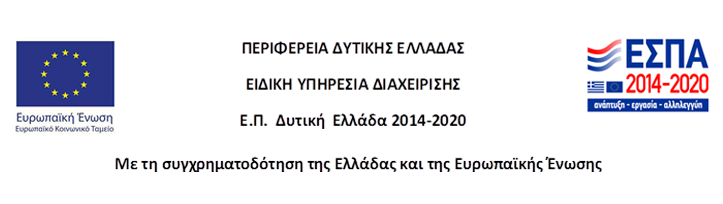 ΠΕΡΙΦΕΡΕΙΑ ΔΥΤΙΚΗΣ ΕΛΛΑΔΑΣ
ΕΙΔΙΚΗ ΥΠΗΡΕΣΙΑ ΔΙΑΧΕΙΡΙΣΗΣ
Ε.Π. Δυτική Ελλάδα 2014-2020
Ευρωπαϊκή Ένωση
Ευρωπαϊκό Κοινωνικό Ταμείο
ΕΣΠΑ
2014-2020
ανάπτυξη - εργασία - αλληλεγγύη
Με τη συγχρηματοδότηση της Ελλάδας και της Ευρωπαϊκής Ένωσης